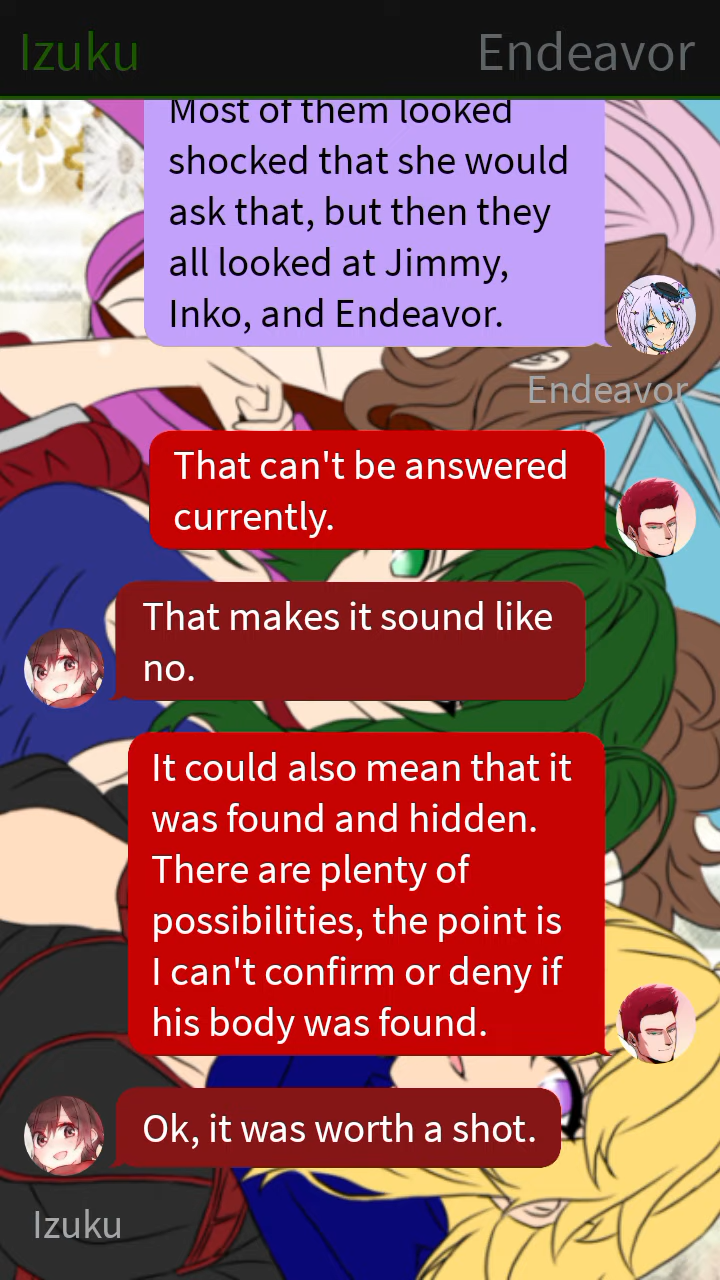 Izuku
Endeavor
Most of them looked
shocked that she would
ask that, but then they
all looked at Jimmy,
Inko, and Endeavor.
Endeavor
That can't be answered
currently.
That makes it sound like
no.
It could also mean that it
was found and hidden.
There are plenty of
possibilities, the point is
I can't confirm or deny if
his body was found.
Ok, it was worth a shot.
Izuku